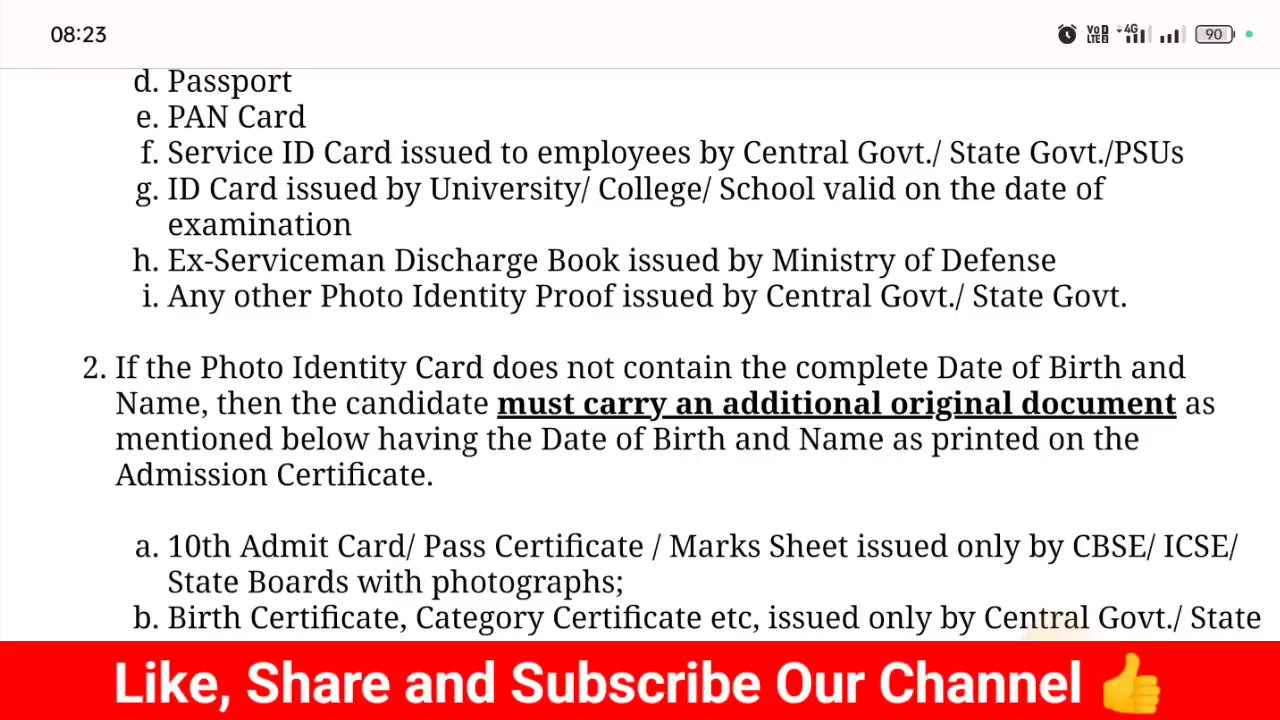 08:23
VoD LTE2 4G 90
d. Passport
e. PAN Card
f. Service ID Card issued to employees by Central Govt./ State Govt./PSUs
g. ID Card issued by University/ College/ School valid on the date of
examination
h. Ex-Serviceman Discharge Book issued by Ministry of Defense
i. Any other Photo Identity Proof issued by Central Govt./ State Govt.
2. If the Photo Identity Card does not contain the complete Date of Birth and
Name, then the candidate must carry an additional original document as
mentioned below having the Date of Birth and Name as printed on the
Admission Certificate.
a. 10th Admit Card/ Pass Certificate / Marks Sheet issued only by CBSE/ ICSE/
State Boards with photographs;
b. Birth Certificate, Category Certificate etc, issued only by Central Govt./ State
Like, Share and Subscribe Our Channel 👍